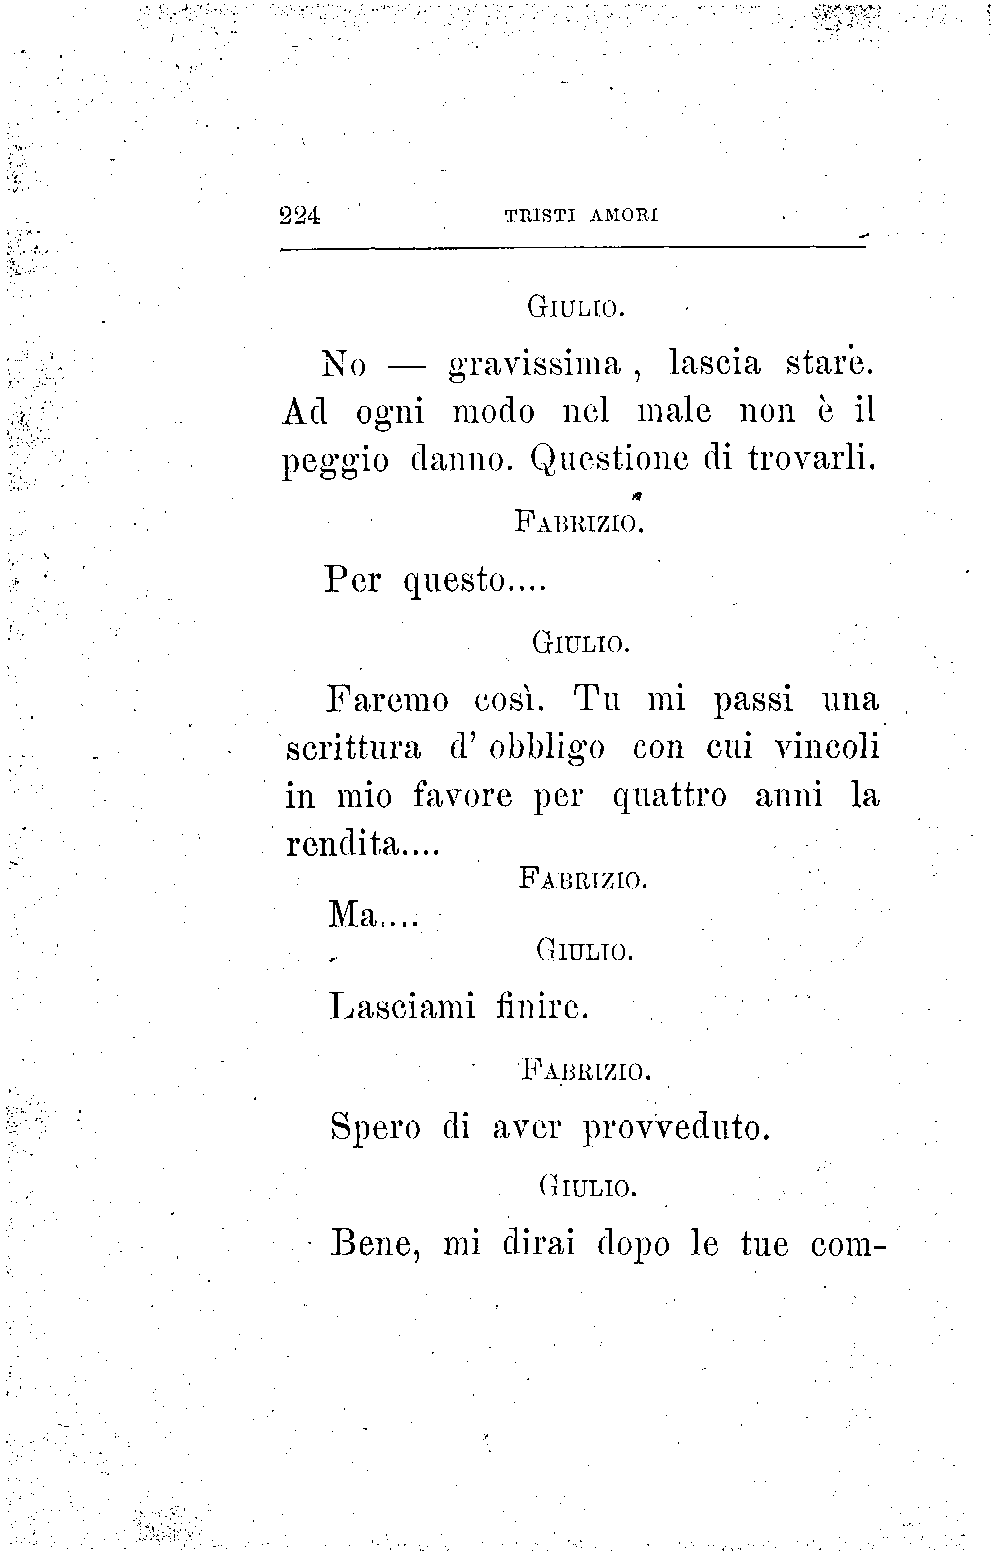 224 TRISTI AMORI
GIULIO.
No — gravissima, lascia stare.
Ad ogni modo nel male non è il
peggio danno. Questione di trovarli.
FABRIZIO.
Per questo....
GIULIO.
Faremo così. Tu mi passi una
scrittura d' obbligo con cui vincoli
in mio favore per quattro anni la
rendita....
FABRIZIO.
Ma....
GIULIO.
Lasciami finire.
FABRIZIO.
Spero di aver provveduto.
GIULIO.
Bene, mi dirai dopo le tue com-